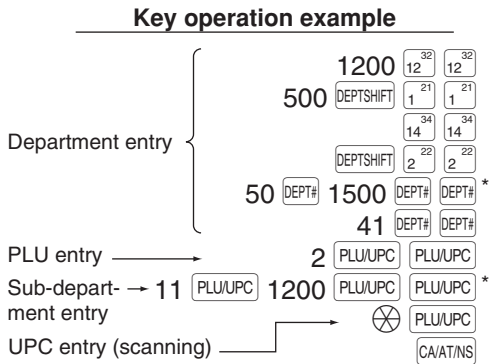 Key operation example
1200 12 32 12 32
500 DEPTSHIFT 1 21 1 21
14 34 14 34
Department entry
DEPTSHIFT 2 22 2 22
50 DEPT# 1500 DEPT# DEPT# *
41 DEPT# DEPT#
PLU entry 2 PLU/UPC PLU/UPC
Sub-depart- 11 PLU/UPC 1200 PLU/UPC PLU/UPC *
ment entry
PLU/UPC
UPC entry (scanning)
CA/AT/NS